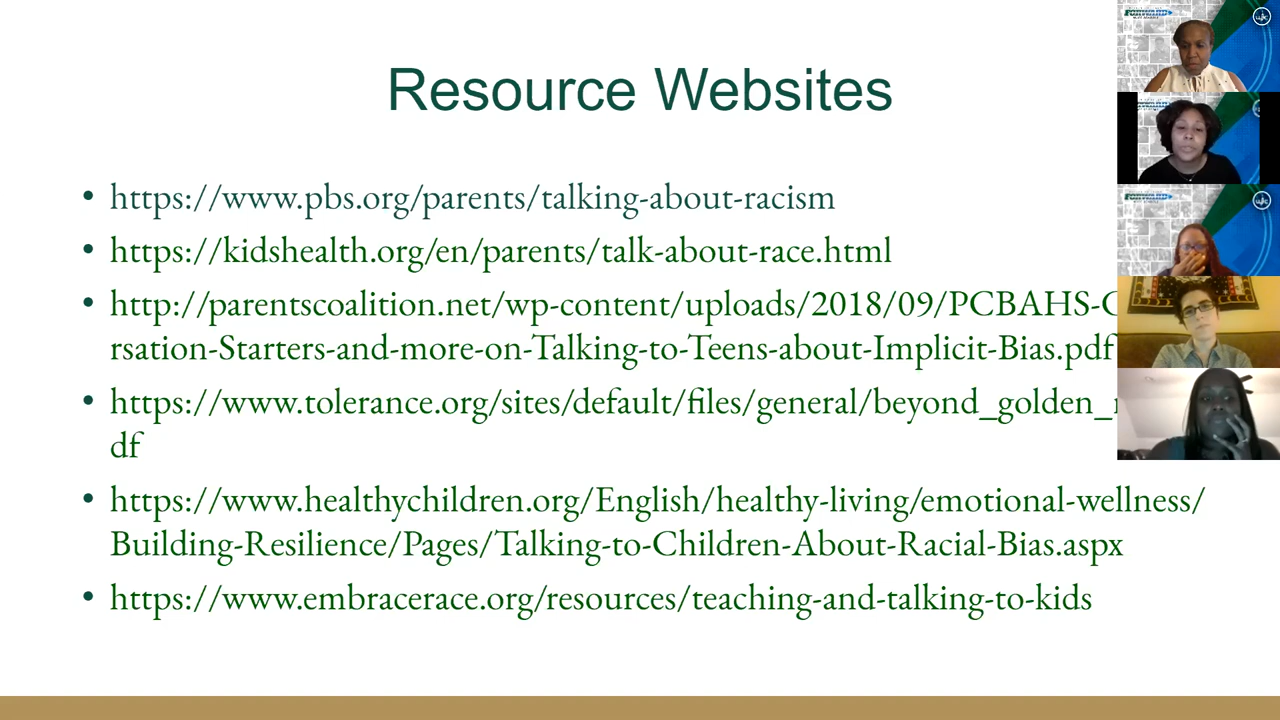 Resource Websites
• https://www.pbs.org/parents/talking-about-racism
• https://kidshealth.org/en/parents/talk-about-race.html
• http://parentscoalition.net/wp-content/uploads/2018/09/PCBAHS-C
rsation-Starters-and-more-on-Talking-to-Teens-about-Implicit-Bias.pdf
• https://www.tolerance.org/sites/default/files/general/beyond_golden_
df
• https://www.healthychildren.org/English/healthy-living/emotional-wellness/
Building-Resilience/Pages/Talking-to-Children-About-Racial-Bias.aspx
• https://www.embracerace.org/resources/teaching-and-talking-to-kids
FORWARD
FORWARD